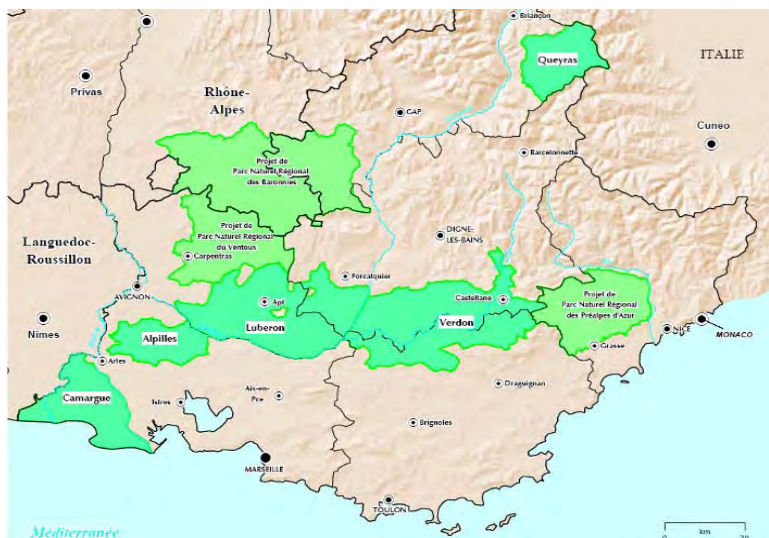 Briançon
Queyras
ITALIE
Privas
Rhône-
Alpes
GAP
Cuneo
Barcelonnette
Projet de
Parc Naturel Régional
des Baronnies
Projet de
Parc Naturel Régional
du Ventoux
Carpentras
DIGNE-
LES-BAINS
Languedoc-
Roussillon
Forcalquier
AVIGNON
Apt
Luberon
Castellane
Verdon
Projet de
Parc Naturel Régional
des Préalpes d'Azur
Nîmes
Alpilles
NICE
MONACO
Grasse
Arles
Camargue
Istres
Aix-en-
Pce
Draguignan
Brignoles
MARSEILLE
TOULON
Méditerranée
km
0 20